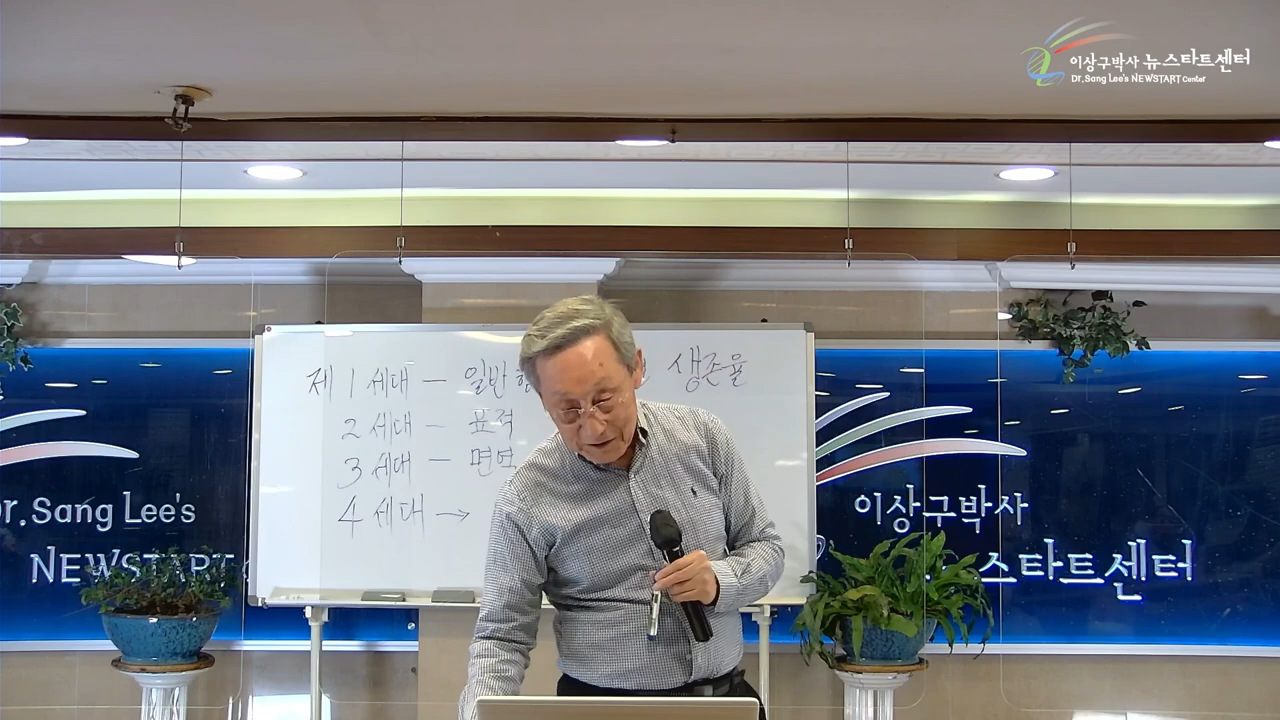 이상구박사 뉴스타트센터
Dr. Sang Lee's NEWSTART Center
제 1 세대 - 일반 생존율
2 세대 - 표적
3 세대 - 면역
4 세대 →
Dr. Sang Lee's
NEWSTART
이상구박사
스타트센터